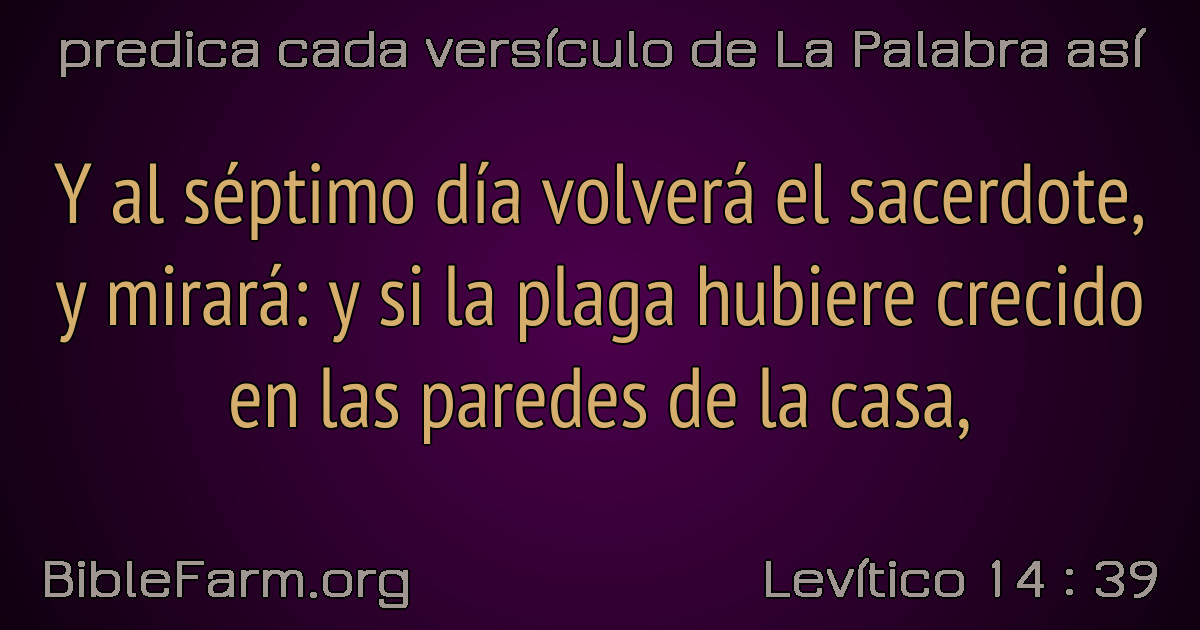 predica cada versículo de La Palabra así
Y al séptimo día volverá el sacerdote,
y mirará: y si la plaga hubiere crecido
en las paredes de la casa,
BibleFarm.org
Levítico 14 : 39